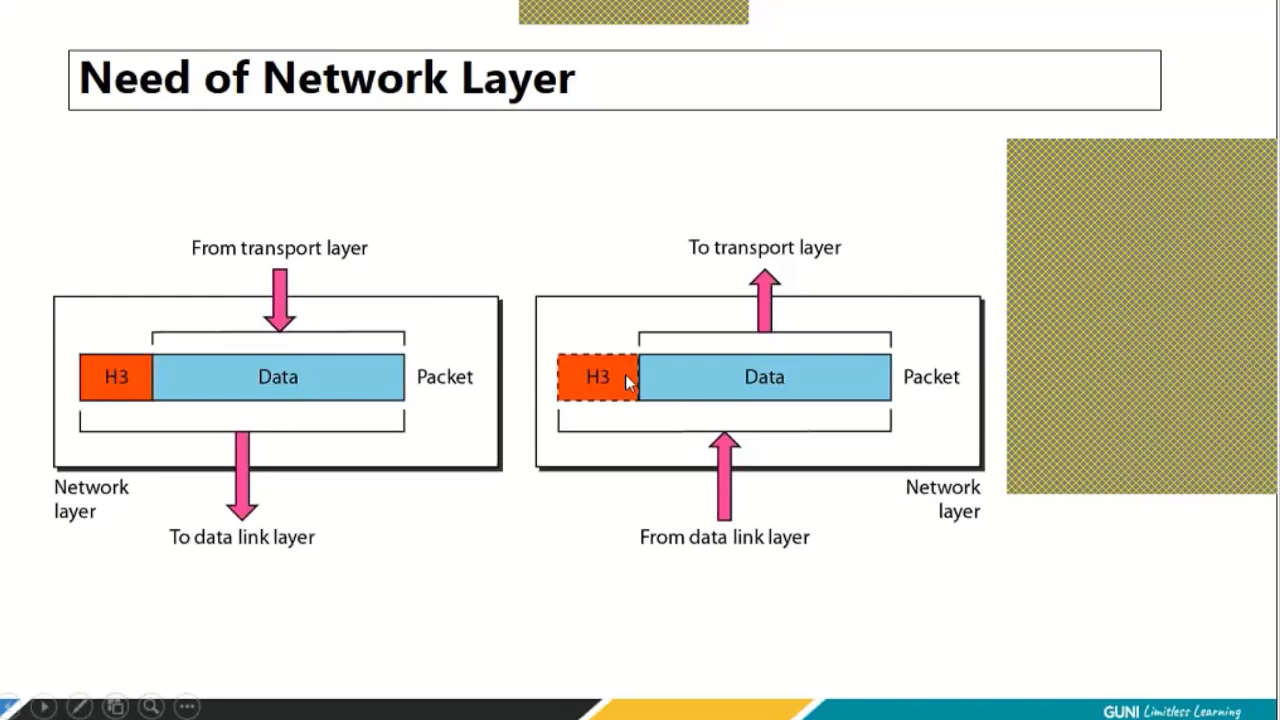 Need of Network Layer
From transport layer
H3
Data
Packet
Network
layer
To data link layer
To transport layer
H3
Data
Packet
Network
layer
From data link layer
GUNI Limitless Learning